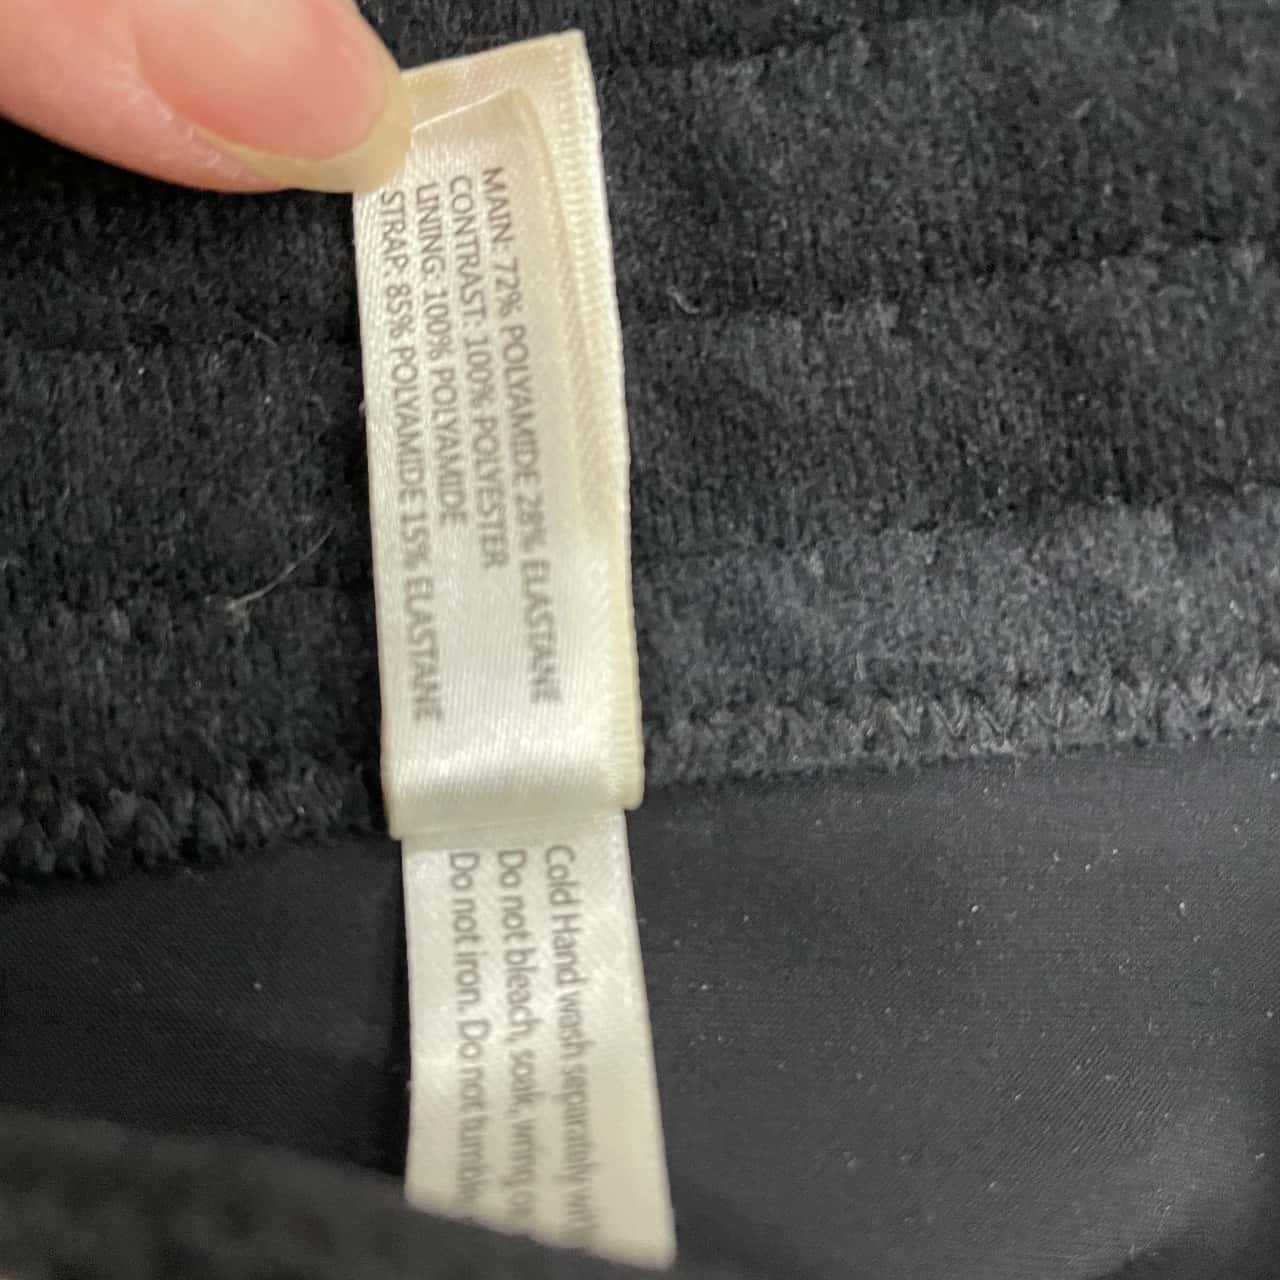 MAIN: 72% POLYAMIDE 28% ELASTANE
CONTRAST: 100% POLYESTER
LINING: 100% POLYAMIDE
STRAP: 85% POLYAMIDE 15% ELASTANE
Cold Hand wash separately
Do not bleach, soak, wring
Do not iron. Do not